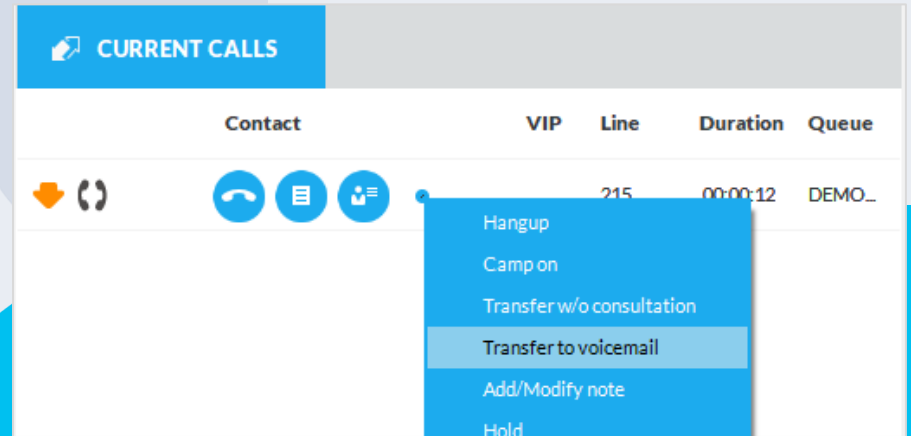 CURRENT CALLS
Contact VIP Line Duration Queue
215 00:00:12 DEMO...
Hangup
Camp on
Transfer w/o consultation
Transfer to voicemail
Add/Modify note
Hold